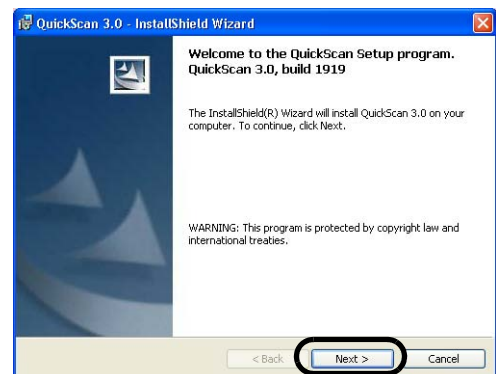 QuickScan 3.0 - InstallShield Wizard
Welcome to the QuickScan Setup program.
QuickScan 3.0, build 1919
The InstallShield(R) Wizard will install QuickScan 3.0 on your
computer. To continue, click Next.
WARNING: This program is protected by copyright law and
international treaties.
< Back
Next >
Cancel